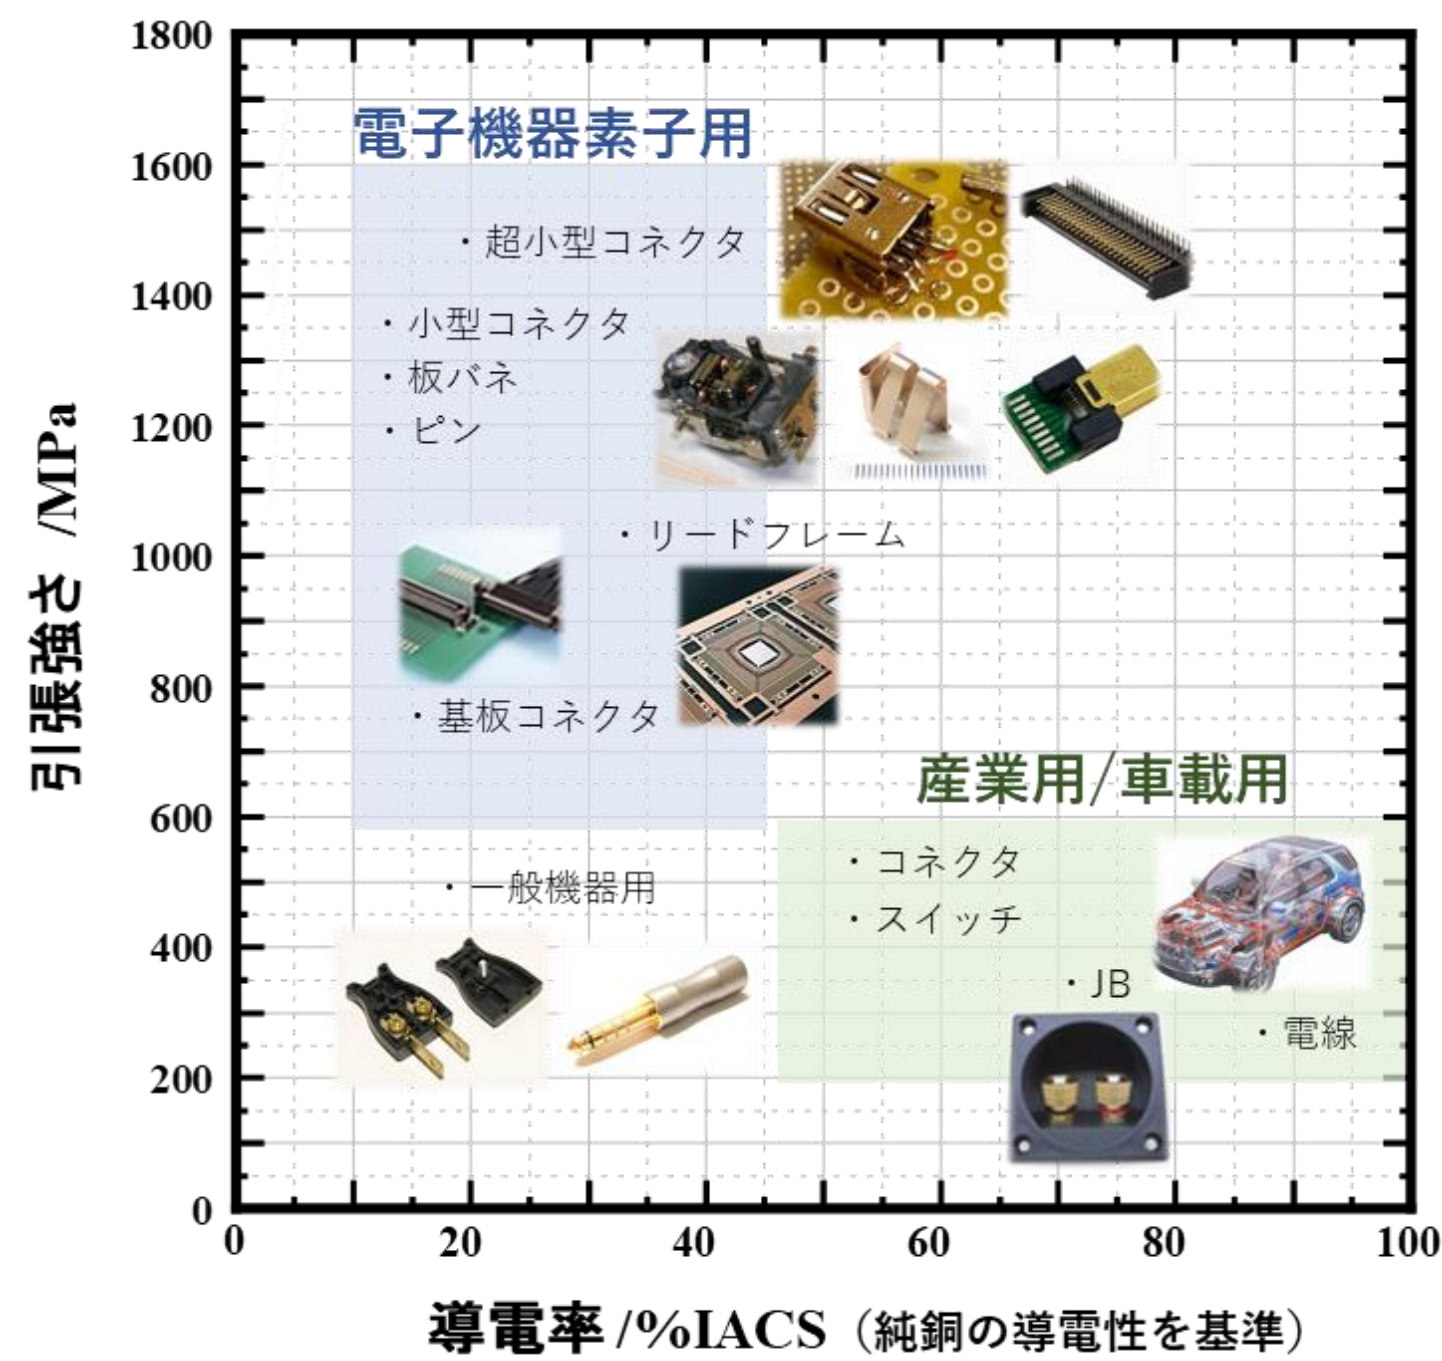 1800
1600
1400
1200
1000
800
600
400
200
0
引張強さ /MPa
電子機器素子用
・超小型コネクタ
・小型コネクタ
・板バネ
・ピン
・リードフレーム
・基板コネクタ
産業用/車載用
・コネクタ
・スイッチ
・JB
・電線
・一般機器用
0 20 40 60 80 100
導電率 /%IACS（純銅の導電性を基準）